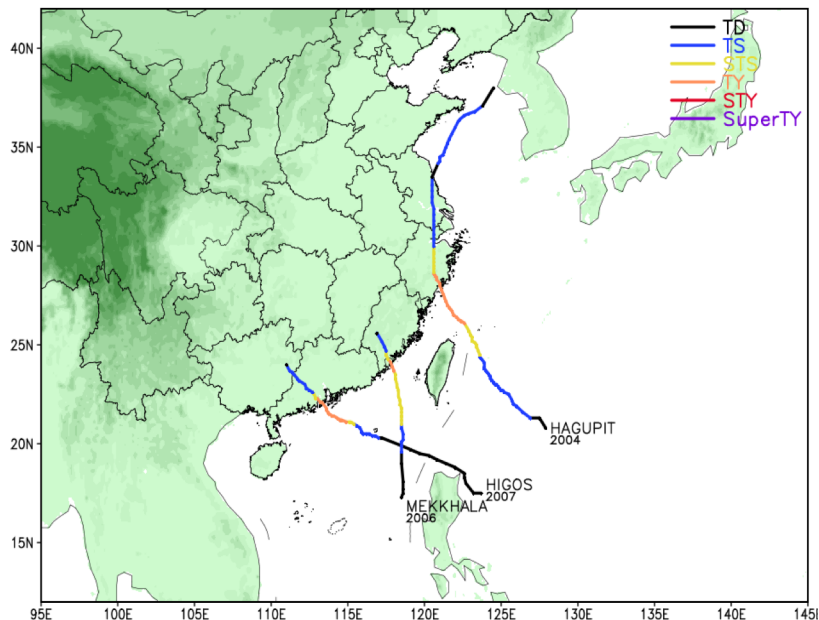 40N
35N
30N
25N
20N
15N
TD
TS
STS
TY
STY
SuperTY
HAGUPIT
2004
HIGOS
2007
MEKKHALA
2006
95E 100E 105E 110E 115E 120E 125E 130E 135E 140E 145E